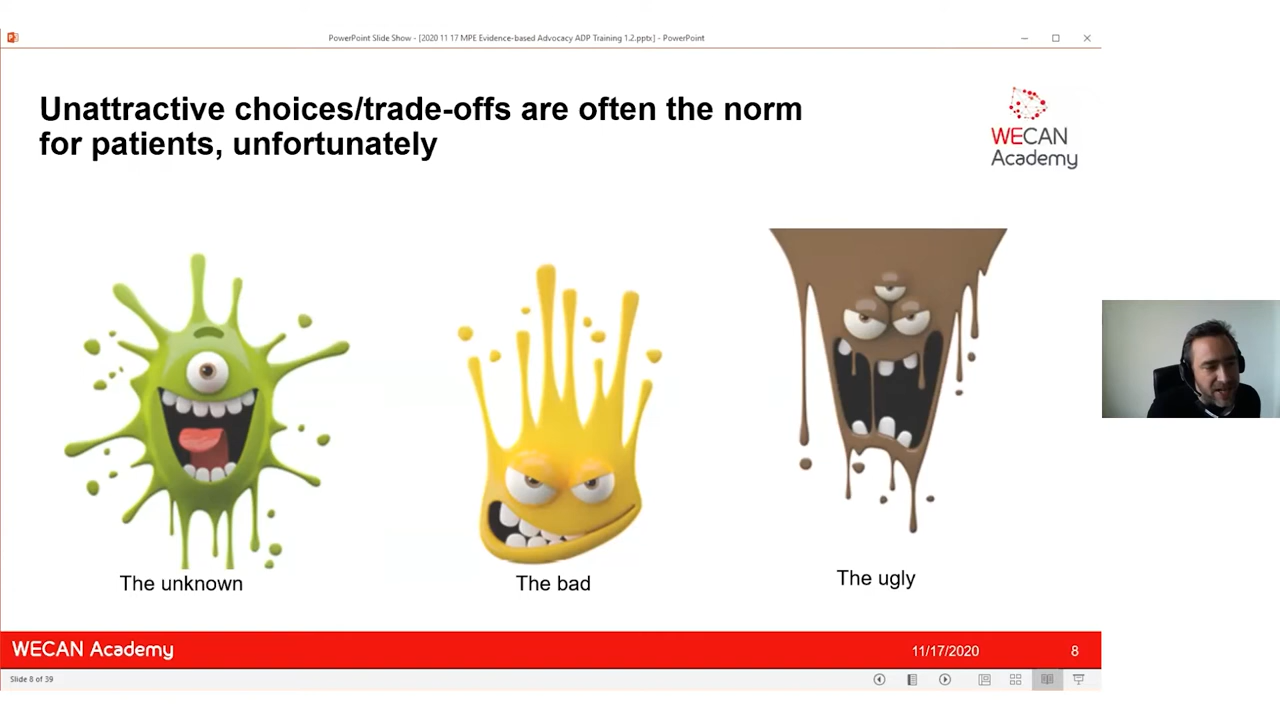 PowerPoint Slide Show - [2020 11 17 MPE Evidence-based Advocacy ADP Training 1.2.pptx] - PowerPoint
Unattractive choices/trade-offs are often the norm
for patients, unfortunately
WECAN
Academy
The unknown
The bad
The ugly
WECAN Academy
11/17/2020
8
Slide 8 of 39